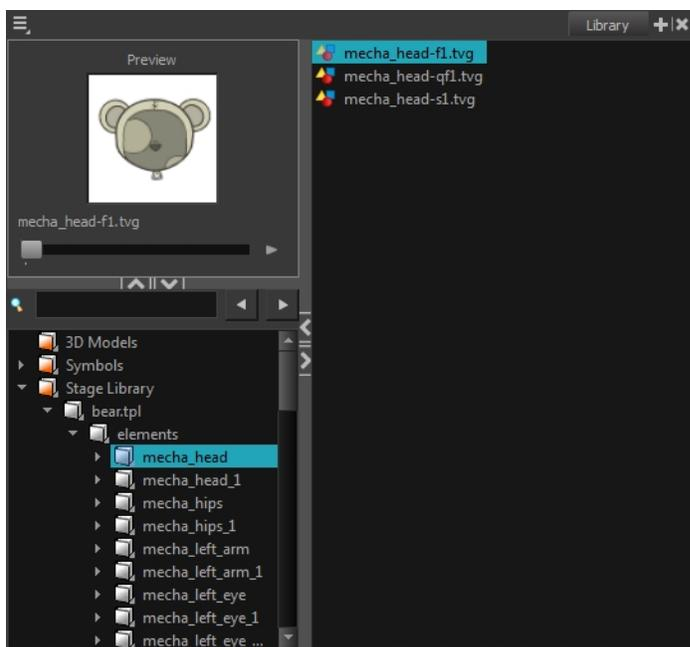 Library
Preview
mecha_head-f1.tvg
mecha_head-f1.tvg
mecha_head-qf1.tvg
mecha_head-s1.tvg
3D Models
Symbols
Stage Library
bear.tpl
elements
mecha_head
mecha_head_1
mecha_hips
mecha_hips_1
mecha_left_arm
mecha_left_arm_1
mecha_left_eye
mecha_left_eye_1
mecha_left_eye ...